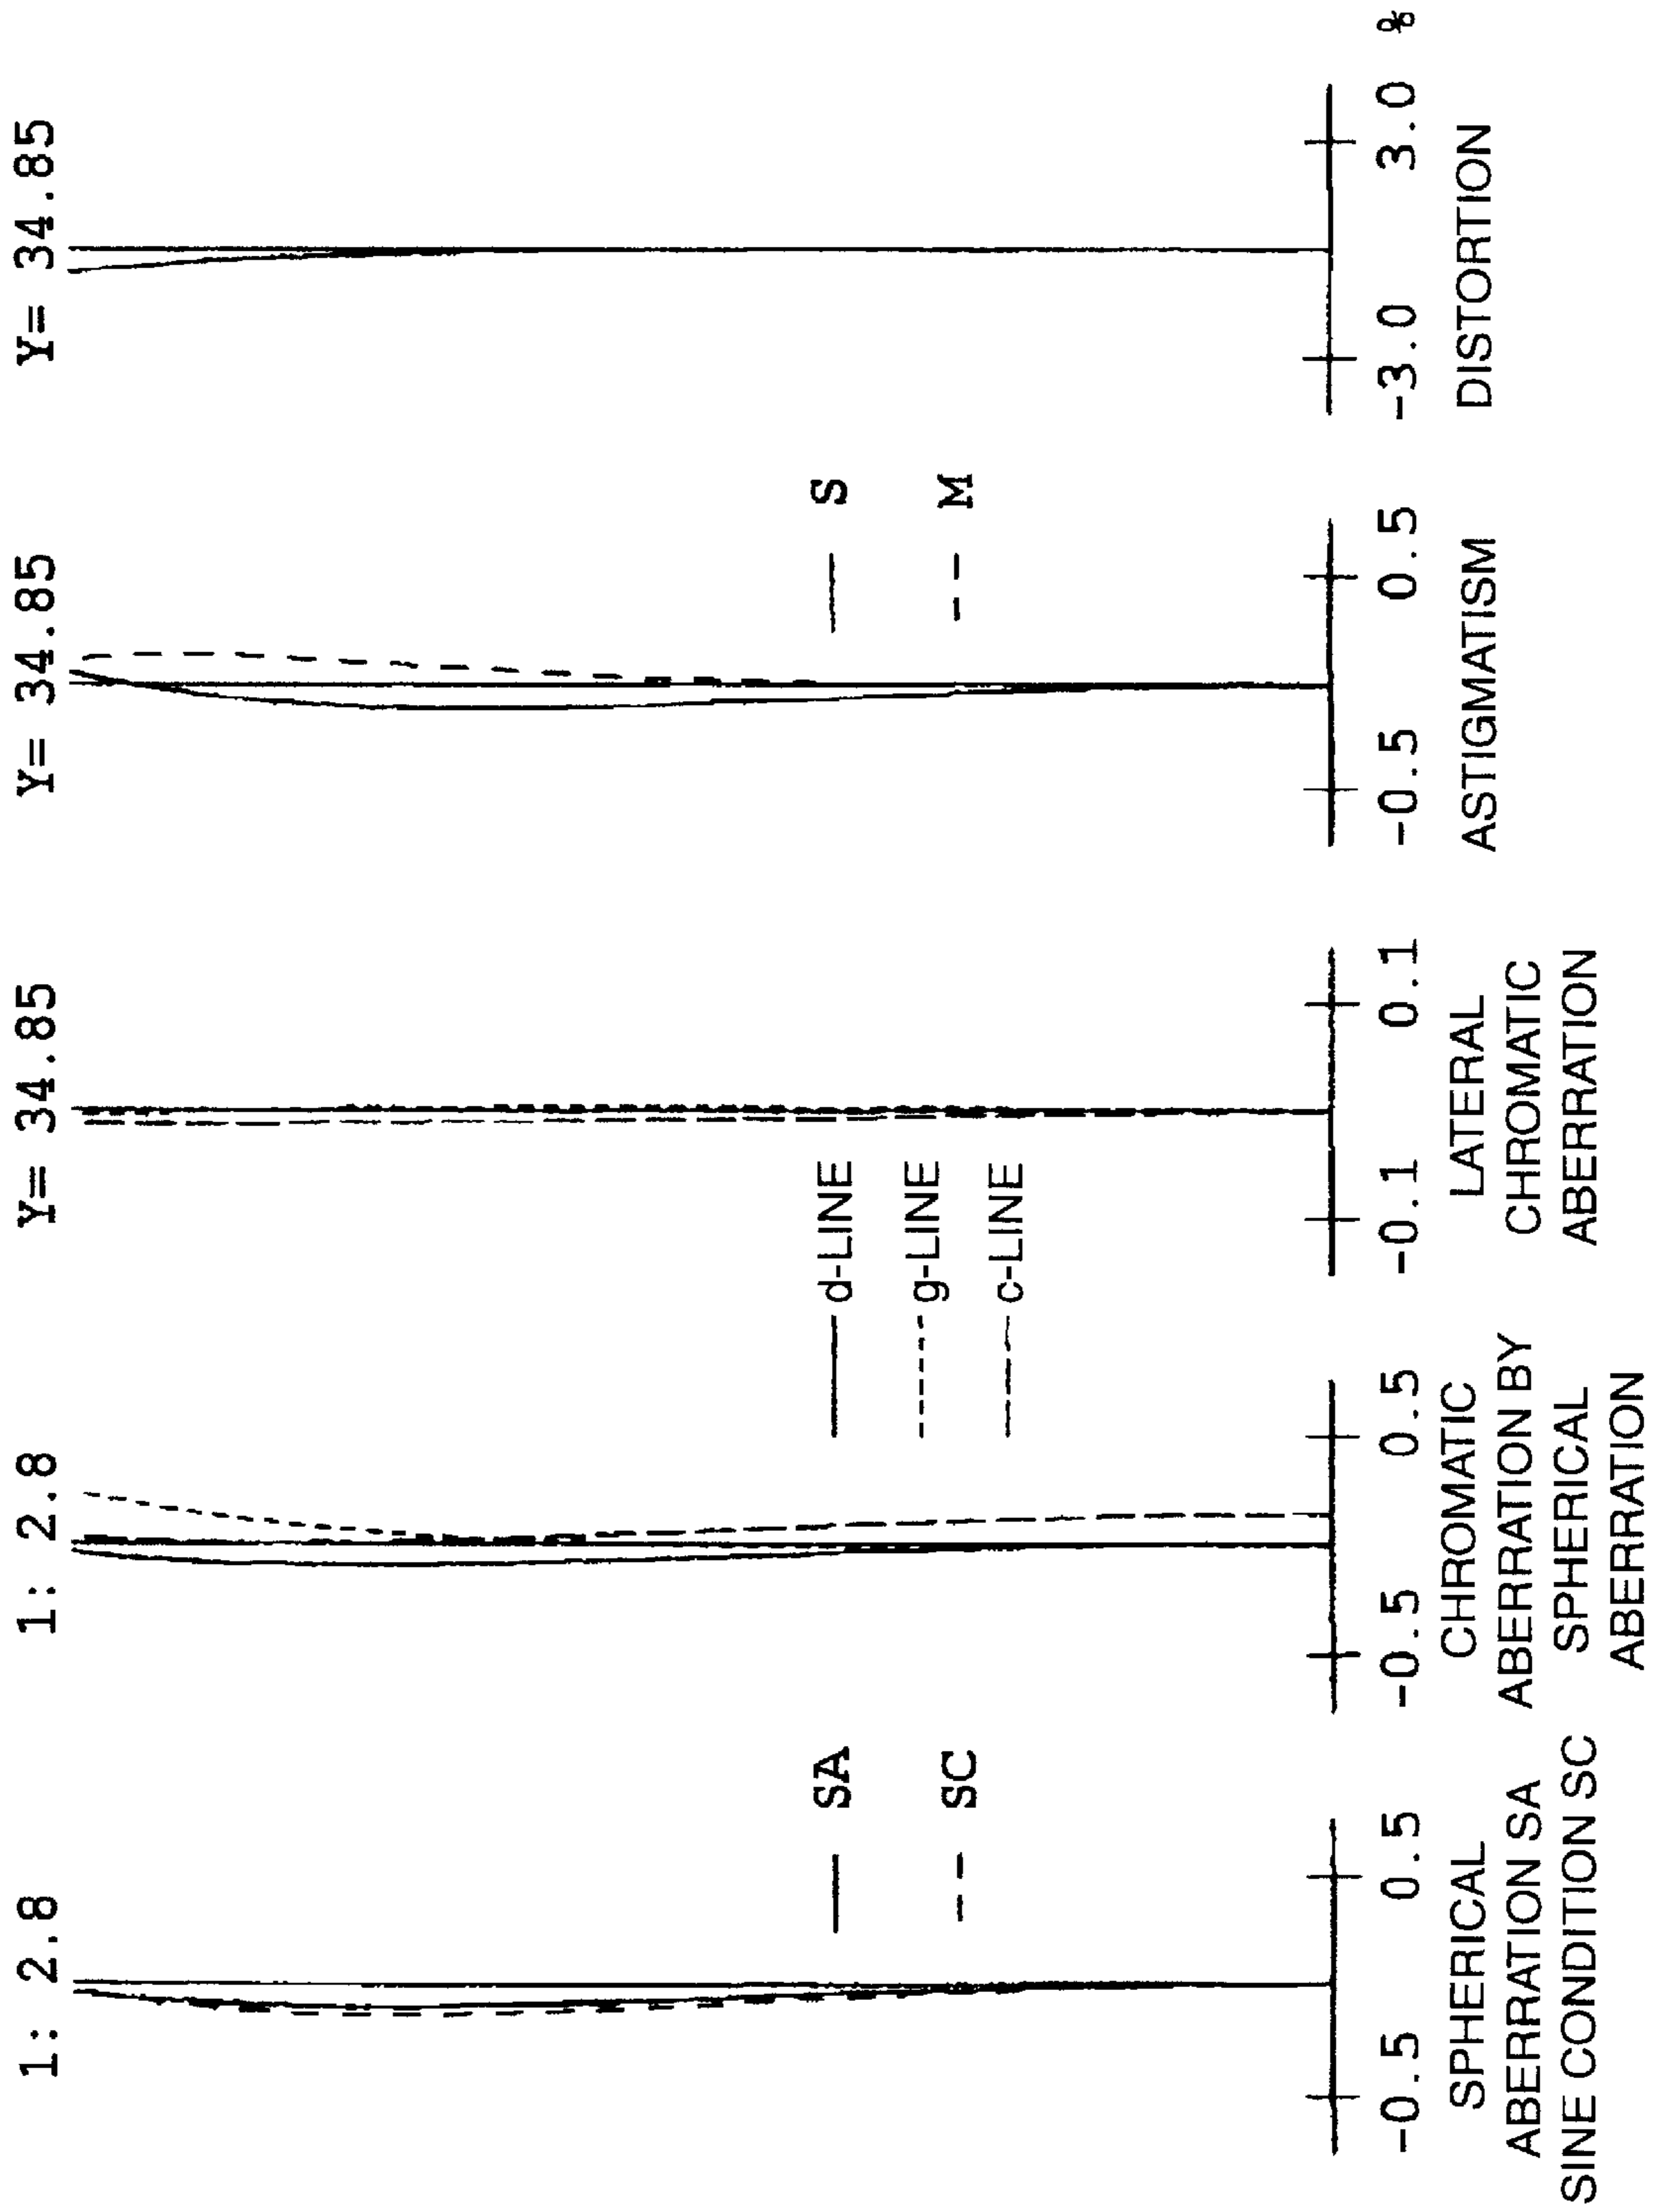 1: 2.8
SA
SC
-0.5 0.5
SPHERICAL
ABERRATION SA
SINE CONDITION SC
1: 2.8
d-LINE
g-LINE
c-LINE
-0.5 0.5
CHROMATIC
ABERRATION BY
SPHERICAL
ABERRATION
Y= 34.85
-0.1 0.1
LATERAL
CHROMATIC
ABERRATION
Y= 34.85
S
M
-0.5 0.5
ASTIGMATISM
Y= 34.85
-3.0 3.0 %
DISTORTION